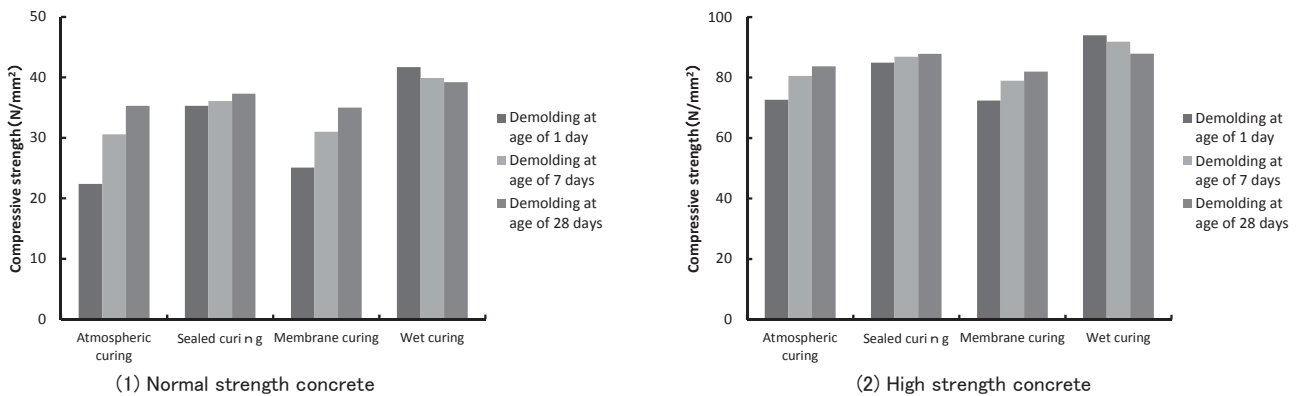 50
40
30
20
10
0
Compressive strength(N/mm²)
Atmospheric
curing
Sealed curing
Membrane curing
Wet curing
Demolding at
age of 1 day
Demolding at
age of 7 days
Demolding at
age of 28 days
(1) Normal strength concrete
100
80
60
40
20
0
Compressive strength(N/mm²)
Atmospheric
curing
Sealed curing
Membrane curing
Wet curing
Demolding at
age of 1 day
Demolding at
age of 7 days
Demolding at
age of 28 days
(2) High strength concrete